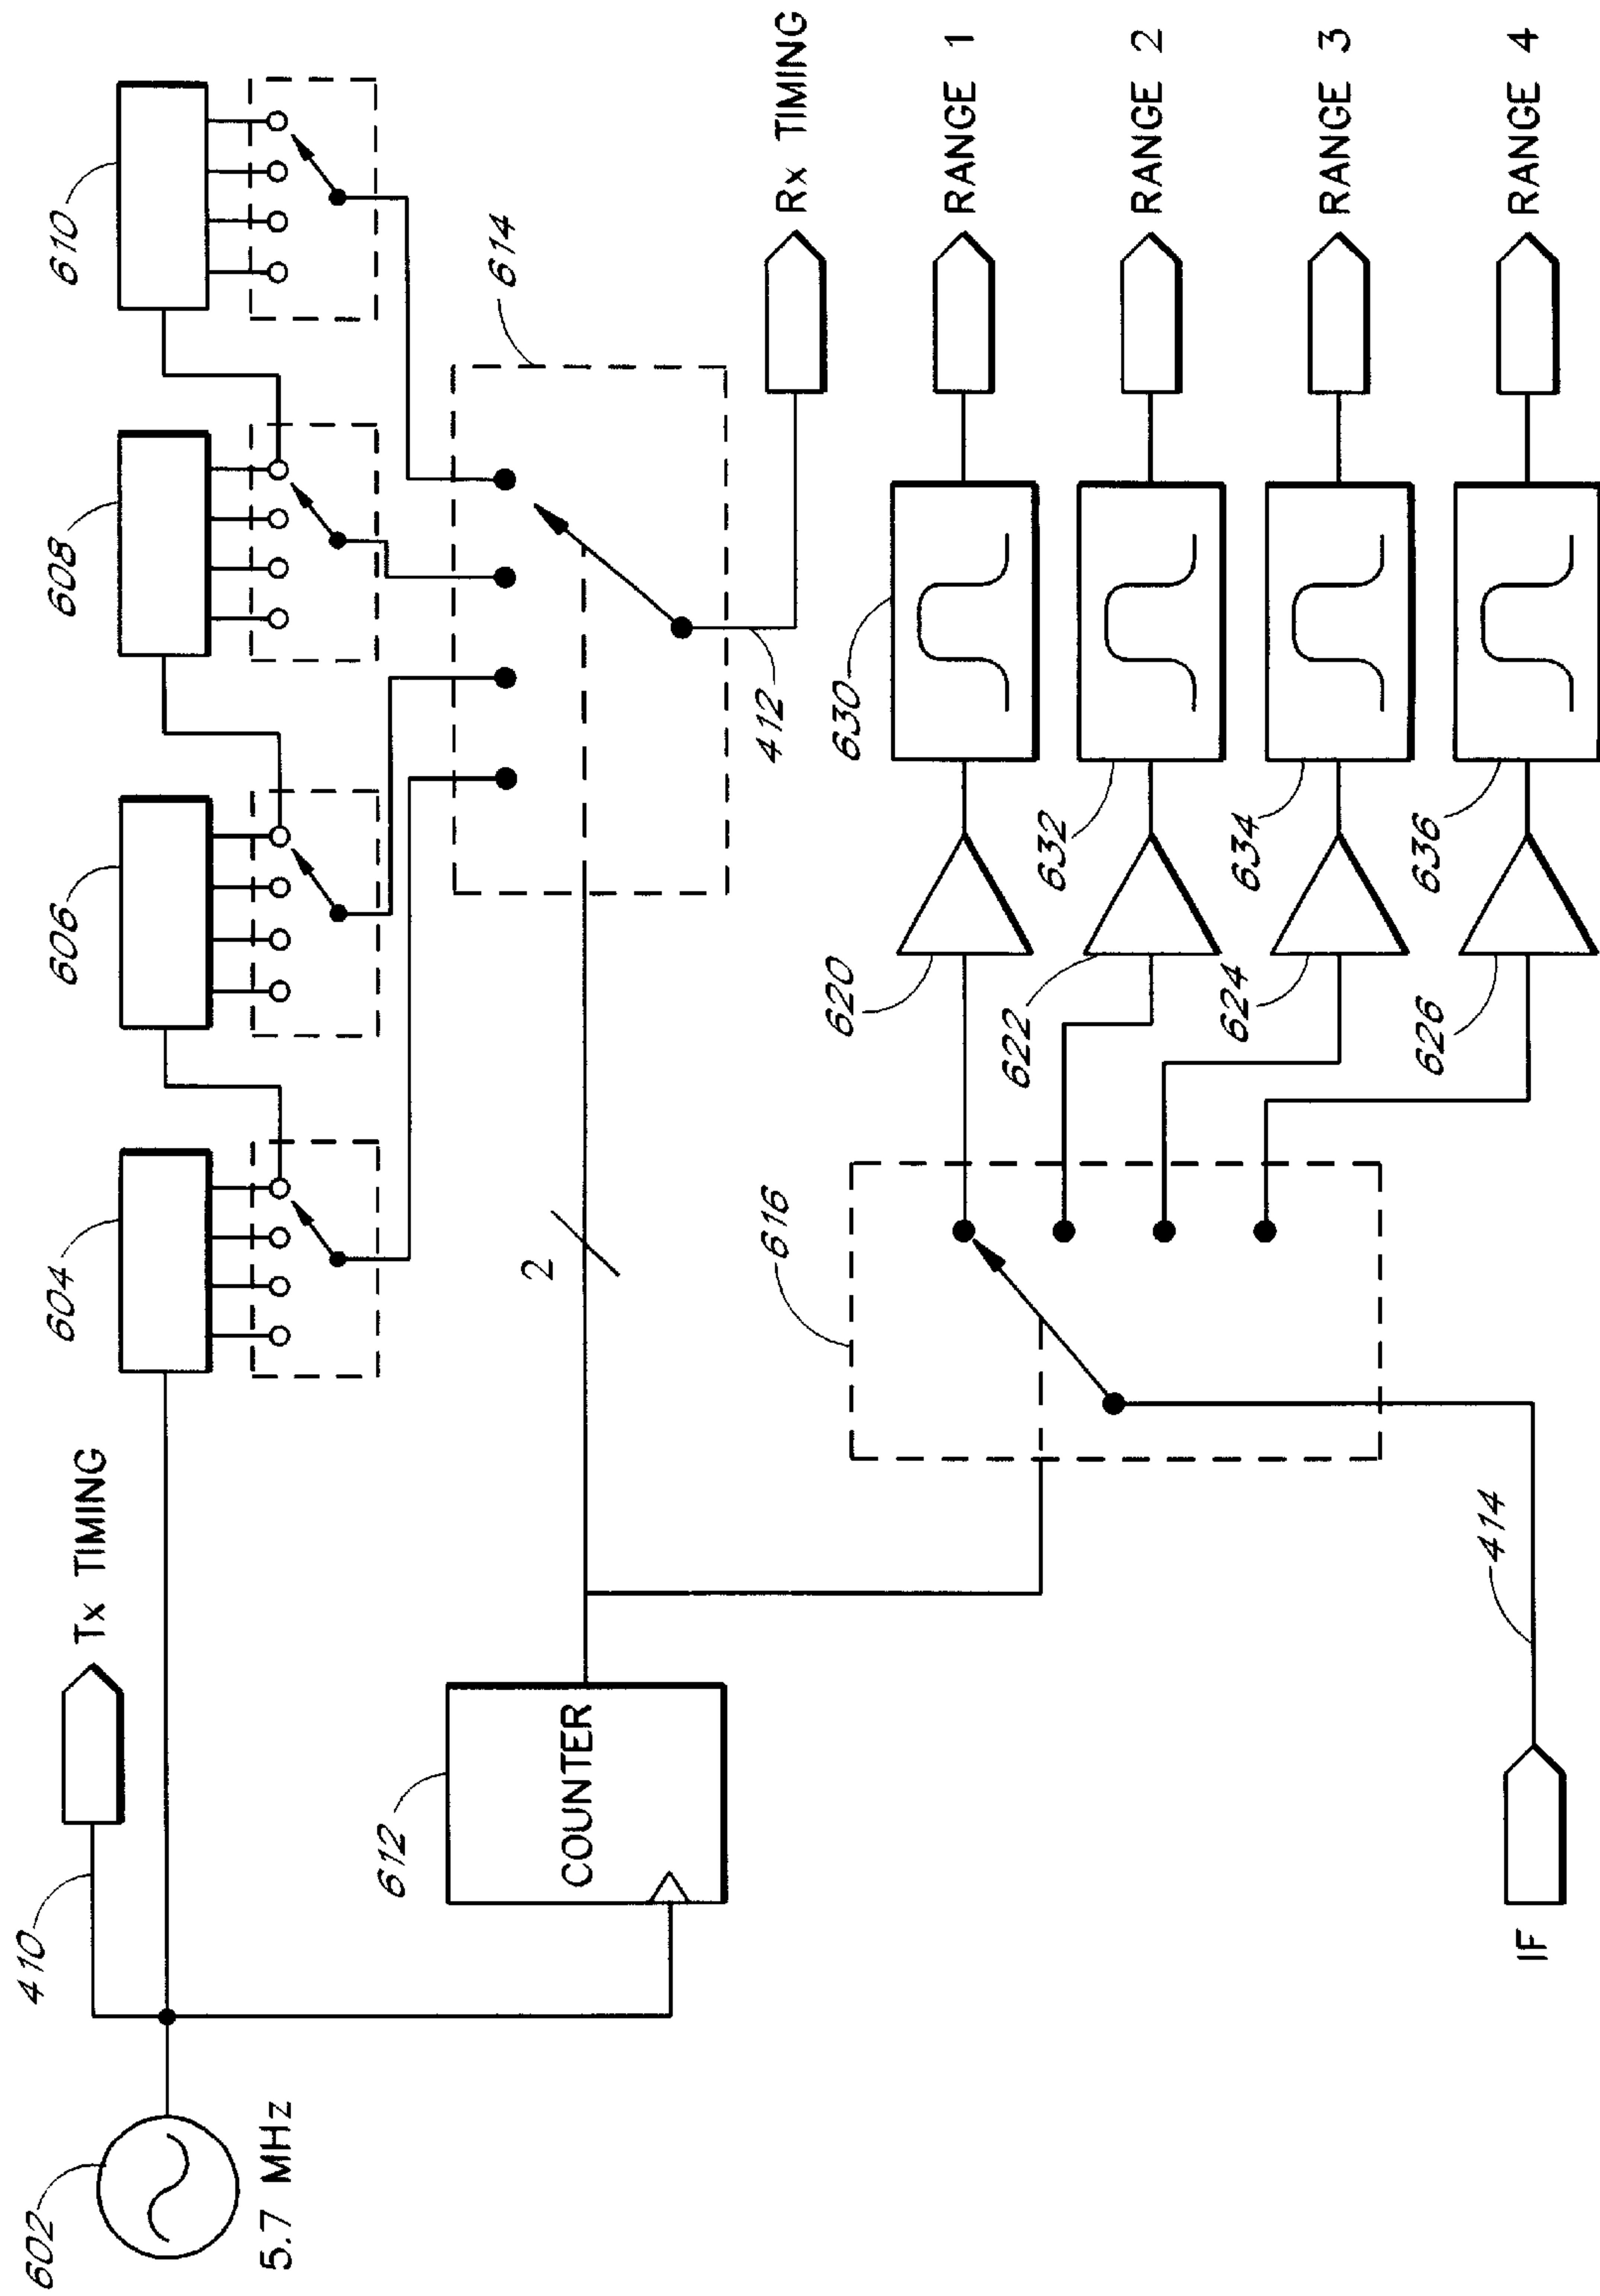 602
5.7 MHz
410
Tx TIMING
604
606
608
610
612
COUNTER
2
614
412
Rx TIMING
616
620
630
RANGE 1
622
632
RANGE 2
624
634
RANGE 3
626
636
RANGE 4
IF
414